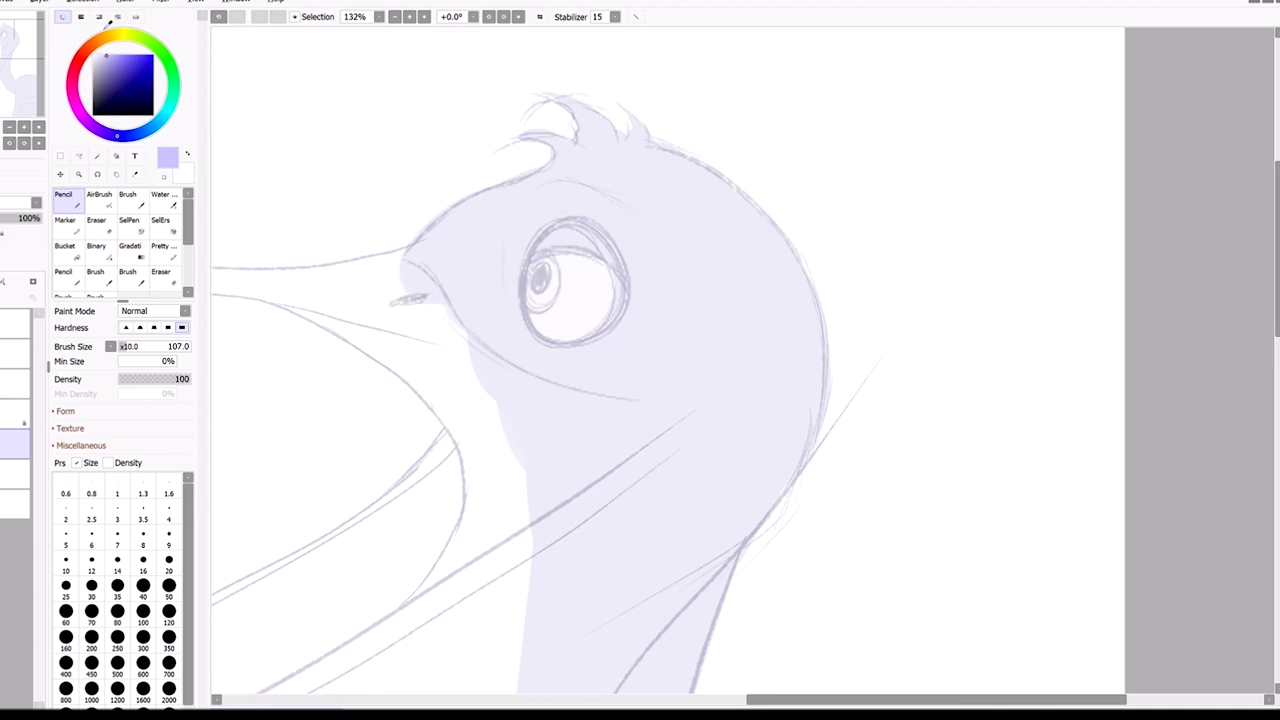 Selection 132% +0.0° Stabilizer 15
T
Pencil AirBrush Brush Water ...
100%
Marker Eraser SelPen SelErs
Bucket Binary Gradati Pretty ...
Pencil Brush Brush Eraser
Paint Mode Normal
Hardness
Brush Size x10.0 107.0
Min Size 0%
Density 100
Min Density 0%
Form
Texture
Miscellaneous
Prs Size Density
0.6 0.8 1 1.3 1.6
2 2.5 3 3.5 4
5 6 7 8 9
10 12 14 16 20
25 30 35 40 50
60 70 80 100 120
160 200 250 300 350
400 450 500 600 700
800 1000 1200 1600 2000